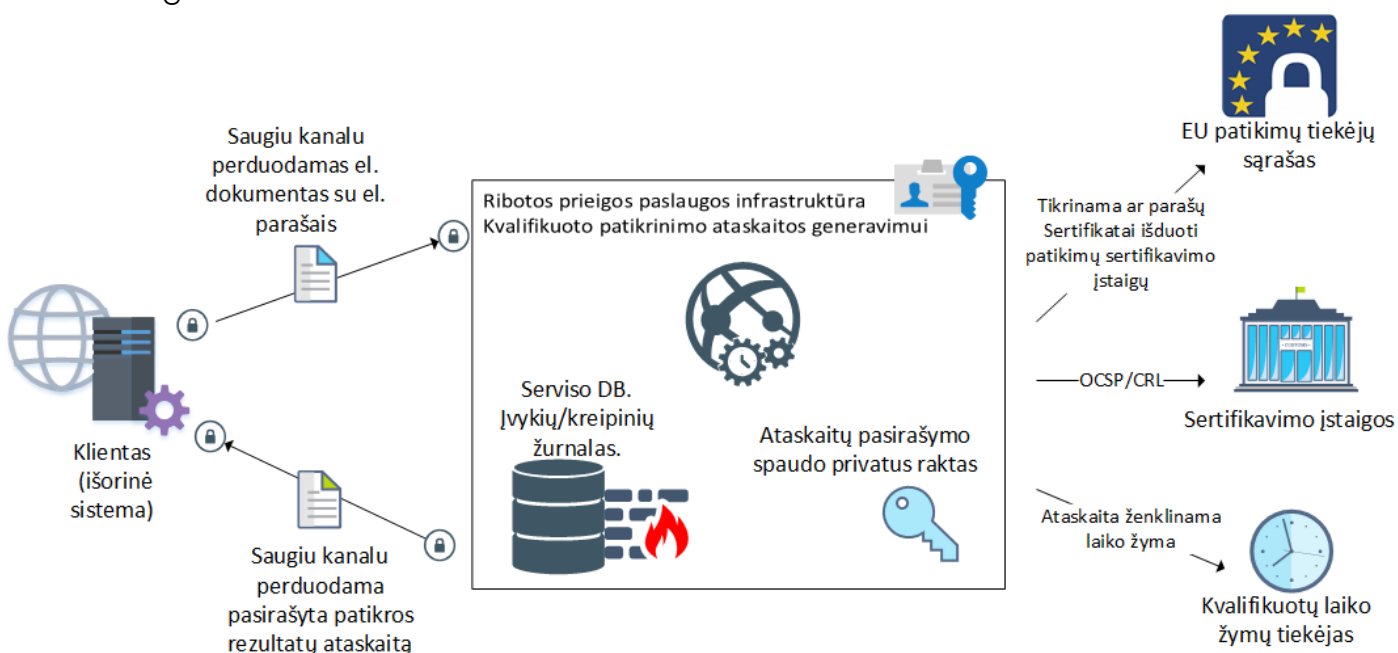 Saugiu kanalu
perduodamas el.
dokumentas su el.
parašais
Klientas
(išorinė
sistema)
Saugiu kanalu
perduodama
pasirašyta patikros
rezultatų ataskaitą
Ribotos prieigos paslaugos infrastruktūra
Kvalifikuoto patikrinimo ataskaitos generavimui
Serviso DB.
Įvykių/kreipinių
žurnalas.
Ataskaitų pasirašymo
spaudo privatus raktas
EU patikimų tiekėjų
sąrašas
Tikrinama ar parašų
Sertifikatai išduoti
patikimų sertifikavimo
įstaigų
OCSP/CRL
Sertifikavimo įstaigos
Ataskaita ženklinama
laiko žyma
Kvalifikuotų laiko
žymų tiekėjas